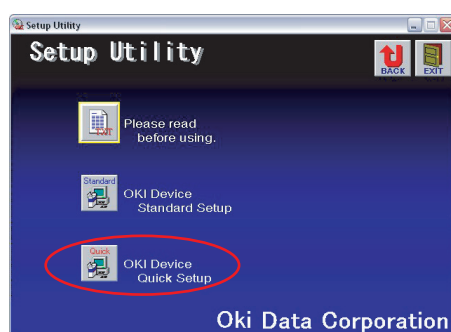 Setup Utility
Setup Utility
BACK
EXIT
TXT
Please read
before using.
Standard
OKI Device
Standard Setup
Quick
OKI Device
Quick Setup
Oki Data Corporation